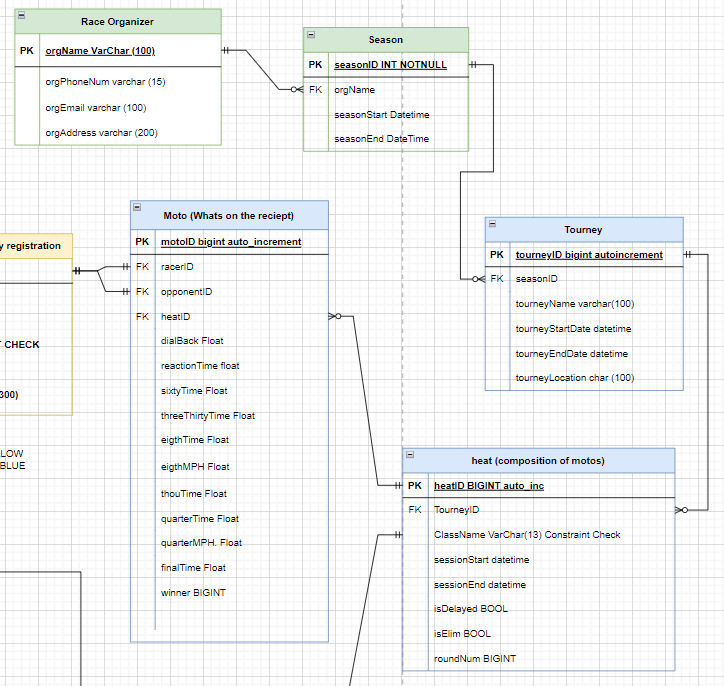 Race Organizer
PK orgName VarChar (100)
orgPhoneNum varchar (15)
orgEmail varchar (100)
orgAddress varchar (200)
Season
PK seasonID INT NOTNULL
FK orgName
seasonStart Datetime
seasonEnd DateTime
Moto (Whats on the reciept)
PK motoID bigint auto_increment
FK racerID
FK opponentID
FK heatID
dialBack Float
reactionTime float
sixtyTime Float
threeThirtyTime Float
eigthTime Float
eigthMPH Float
thouTime Float
quarterTime Float
quarterMPH. Float
finalTime Float
winner BIGINT
y registration
CHECK
300)
LOW
BLUE
Tourney
PK tourneyID bigint autoincrement
FK seasonID
tourneyName varchar(100)
tourneyStartDate datetime
tourneyEndDate datetime
tourneyLocation char (100)
heat (composition of motos)
PK heatID BIGINT auto_inc
FK TourneyID
ClassName VarChar(13) Constraint Check
sessionStart datetime
sessionEnd datetime
isDelayed BOOL
isElim BOOL
roundNum BIGINT